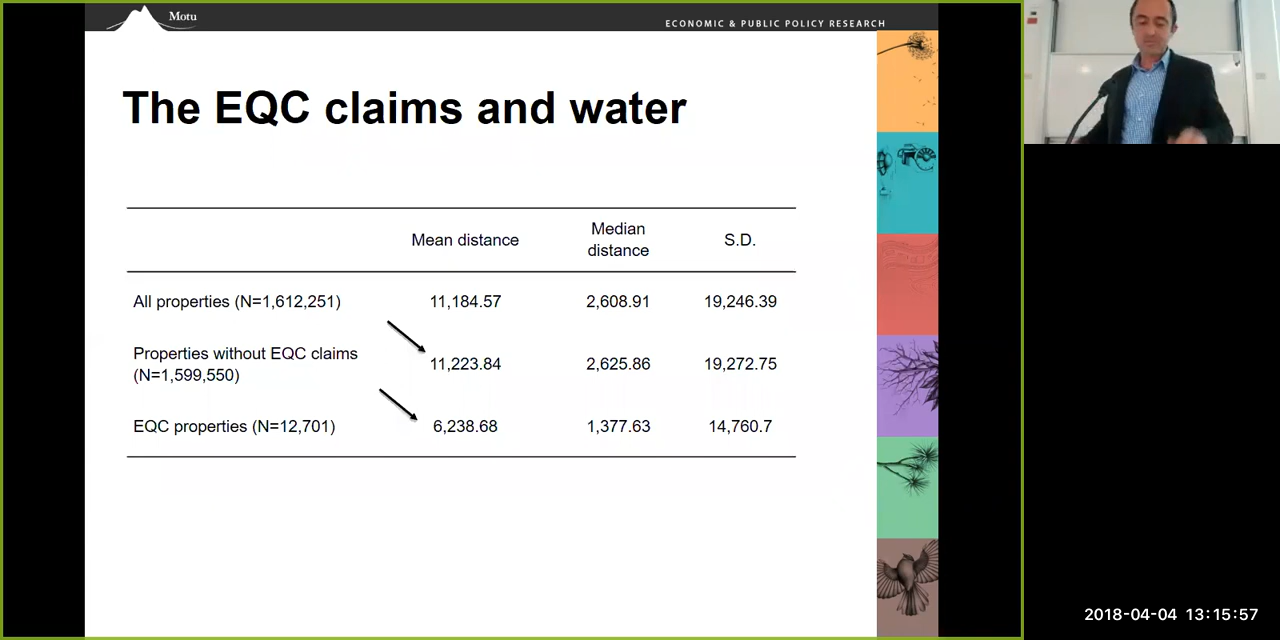 Motu
ECONOMIC & PUBLIC POLICY RESEARCH
The EQC claims and water
Mean distance
Median
distance
S.D.
All properties (N=1,612,251) 11,184.57 2,608.91 19,246.39
Properties without EQC claims
(N=1,599,550)
11,223.84 2,625.86 19,272.75
EQC properties (N=12,701) 6,238.68 1,377.63 14,760.7
2018-04-04 13:15:57